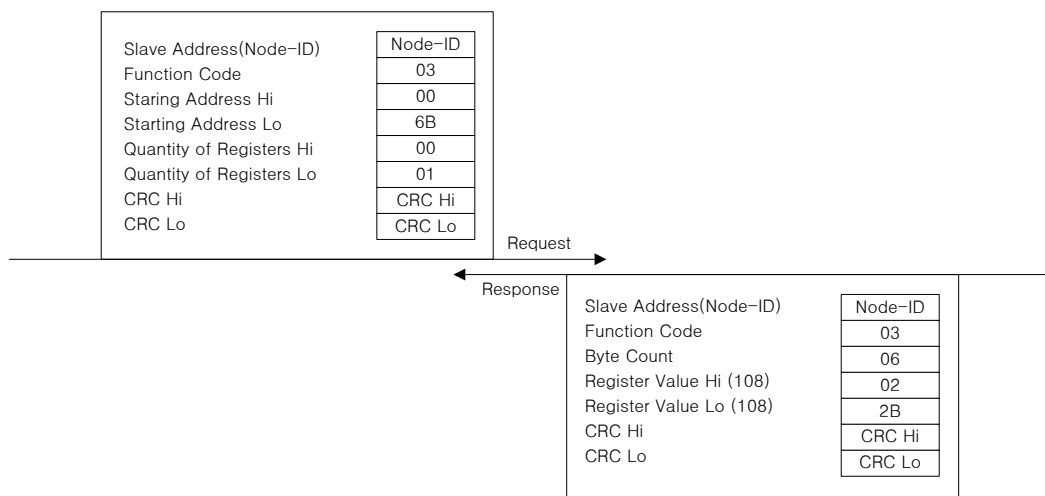 Slave Address(Node-ID) Node-ID
Function Code 03
Staring Address Hi 00
Starting Address Lo 6B
Quantity of Registers Hi 00
Quantity of Registers Lo 01
CRC Hi CRC Hi
CRC Lo CRC Lo
Request
Response
Slave Address(Node-ID) Node-ID
Function Code 03
Byte Count 06
Register Value Hi (108) 02
Register Value Lo (108) 2B
CRC Hi CRC Hi
CRC Lo CRC Lo